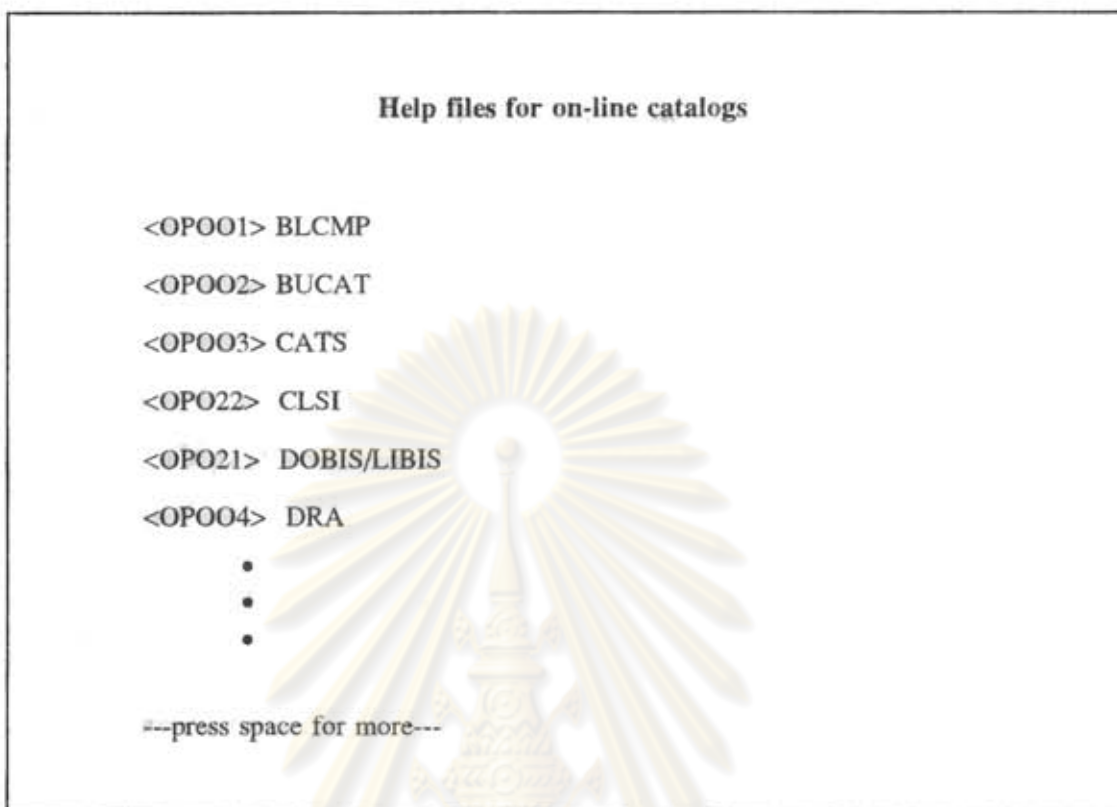 Help files for on-line catalogs
<OPOO1> BLCMP
<OPOO2> BUCAT
<OPOO3> CATS
<OPO22> CLSI
<OPO21> DOBIS/LIBIS
<OPOO4> DRA
•
•
•
---press space for more---